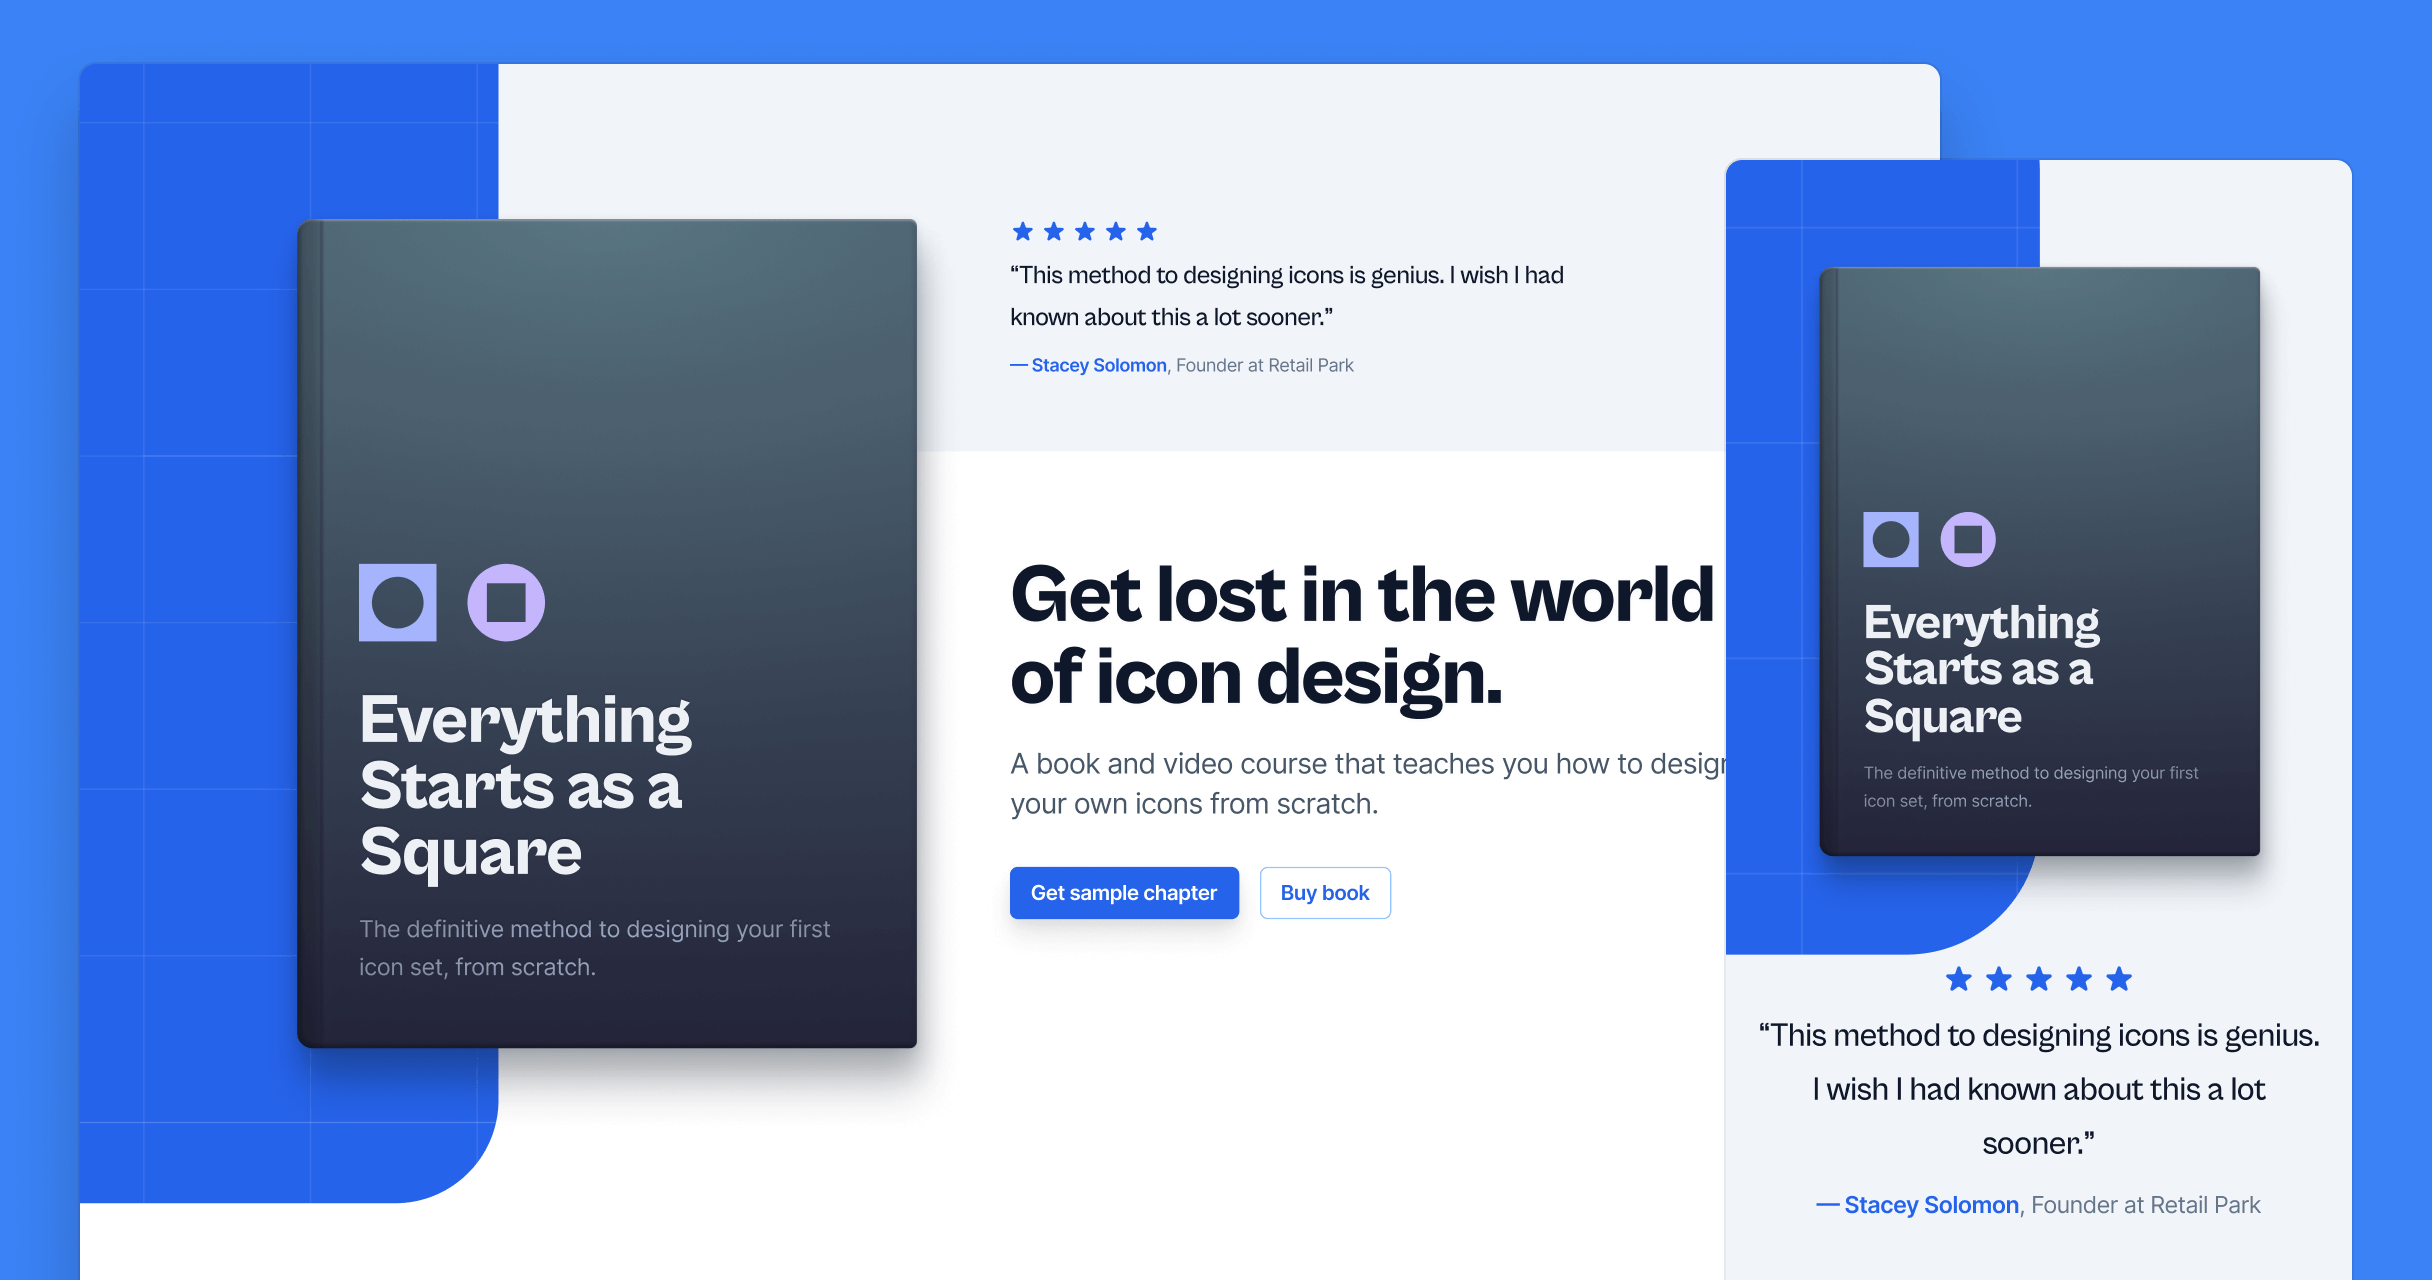 Everything
Starts as a
Square
The definitive method to designing your first
icon set, from scratch.
“This method to designing icons is genius. I wish I had
known about this a lot sooner.”
— Stacey Solomon, Founder at Retail Park
Get lost in the world
of icon design.
A book and video course that teaches you how to design
your own icons from scratch.
Get sample chapter
Buy book
Everything
Starts as a
Square
The definitive method to designing your first
icon set, from scratch.
“This method to designing icons is genius.
I wish I had known about this a lot
sooner.”
— Stacey Solomon, Founder at Retail Park